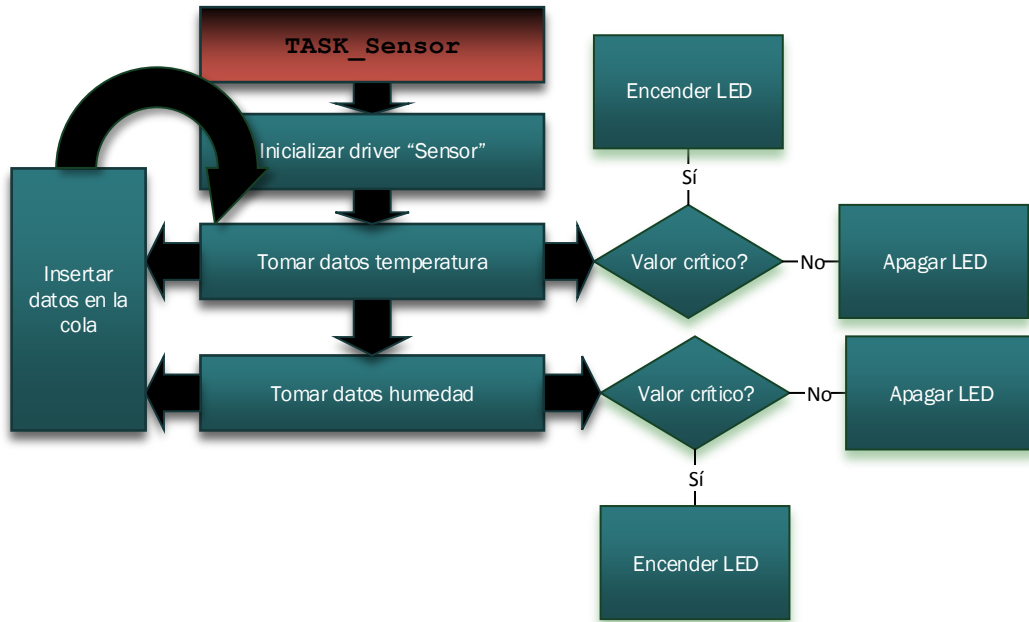 TASK_Sensor
Encender LED
Inicializar driver “Sensor”
Sí
Insertar
datos en la
cola
Tomar datos temperatura
Valor crítico?
No
Apagar LED
Tomar datos humedad
Valor crítico?
No
Apagar LED
Sí
Encender LED